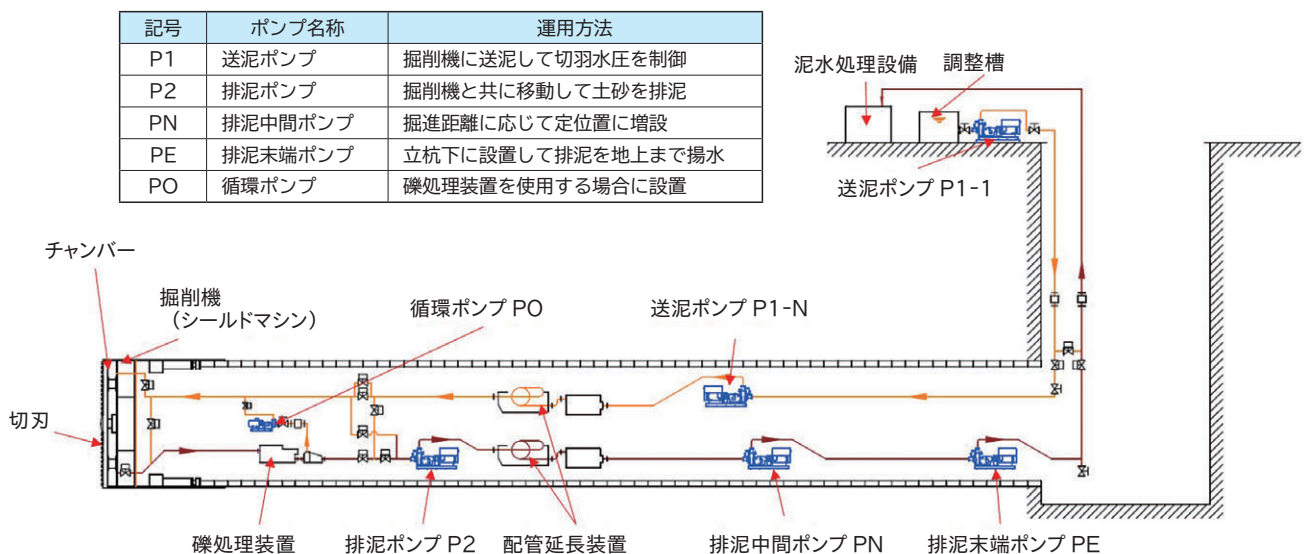 記号 ポンプ名称 運用方法
P1 送泥ポンプ 掘削機に送泥して切羽水圧を制御
P2 排泥ポンプ 掘削機と共に移動して土砂を排泥
PN 排泥中間ポンプ 掘進距離に応じて定位置に増設
PE 排泥末端ポンプ 立杭下に設置して排泥を地上まで揚水
PO 循環ポンプ 礫処理装置を使用する場合に設置
泥水処理設備 調整槽
送泥ポンプ P1-1
チャンバー
掘削機
(シールドマシン)
循環ポンプ PO
送泥ポンプ P1-N
切刃
礫処理装置 排泥ポンプ P2 配管延長装置 排泥中間ポンプ PN 排泥末端ポンプ PE